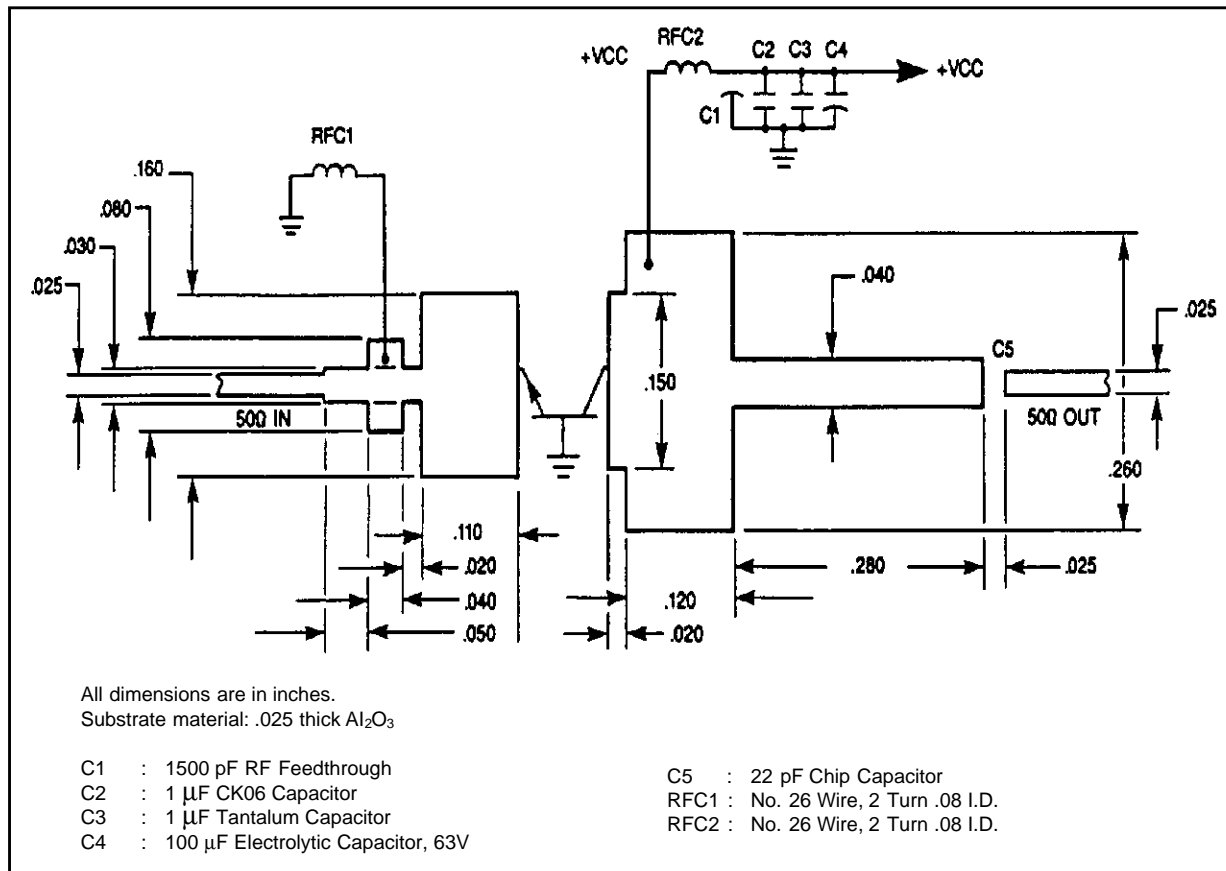 +VCC
RFC2
C2
C3
C4
+VCC
C1
RFC1
.160
.080
.030
.025
.040
.025
C5
.150
50Ω IN
50Ω OUT
.260
.110
.020
.280
.025
.040
.120
.050
.020
All dimensions are in inches.
Substrate material: .025 thick Al₂O₃
C1 : 1500 pF RF Feedthrough
C2 : 1 μF CK06 Capacitor
C3 : 1 μF Tantalum Capacitor
C4 : 100 μF Electrolytic Capacitor, 63V
C5 : 22 pF Chip Capacitor
RFC1 : No. 26 Wire, 2 Turn .08 I.D.
RFC2 : No. 26 Wire, 2 Turn .08 I.D.